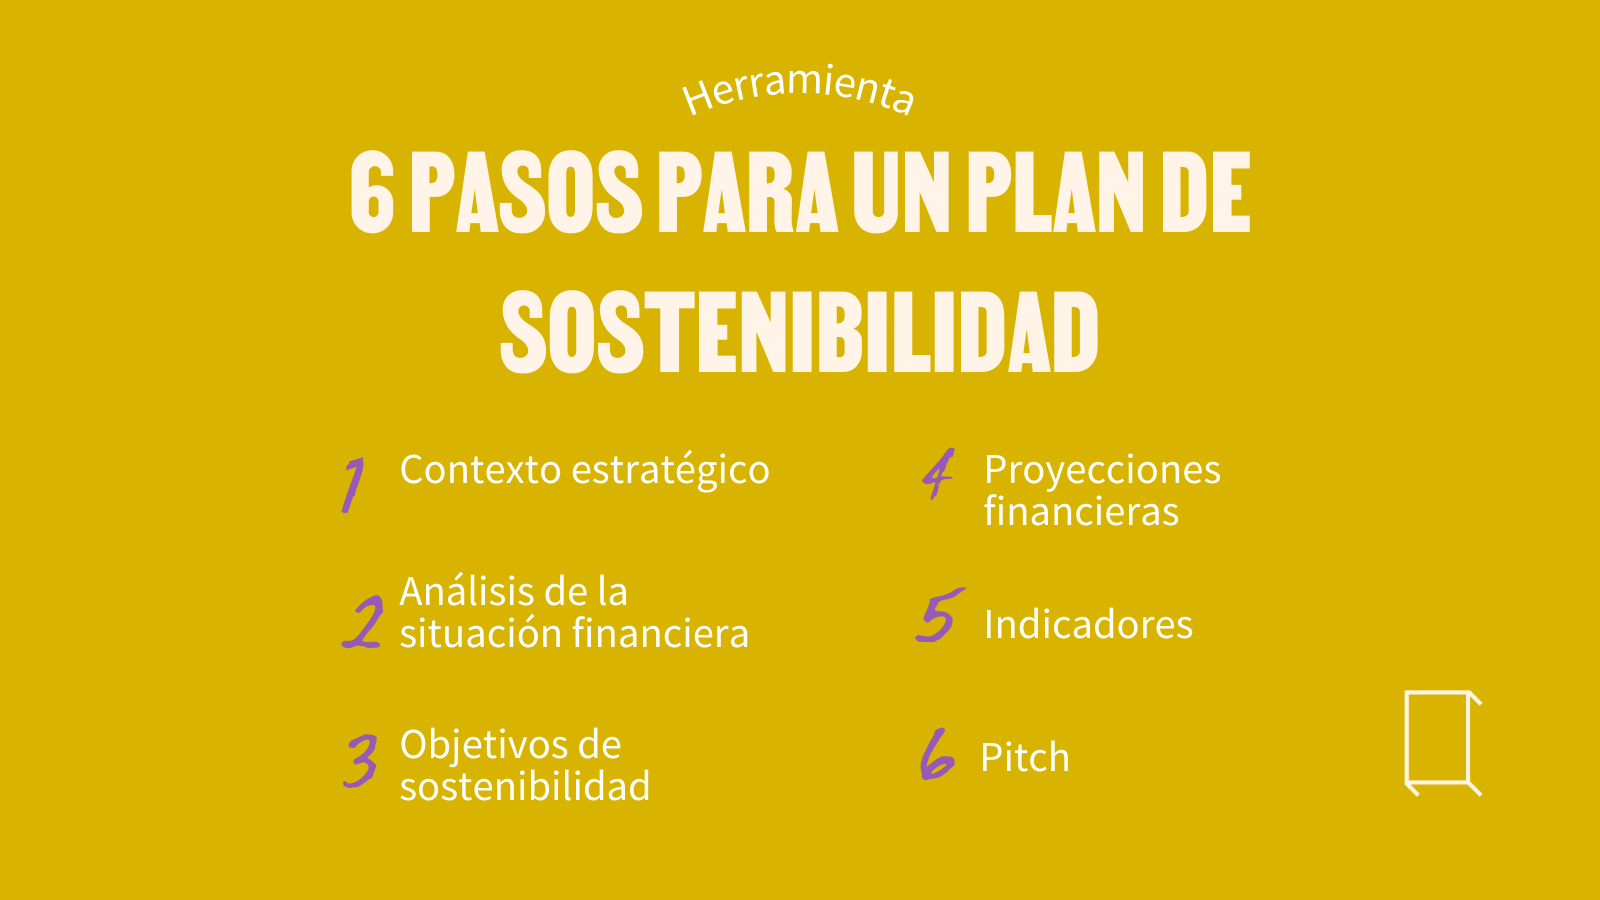 Herramienta
6 PASOS PARA UN PLAN DE
SOSTENIBILIDAD
1 Contexto estratégico
2 Análisis de la
situación financiera
3 Objetivos de
sostenibilidad
4 Proyecciones
financieras
5 Indicadores
6 Pitch